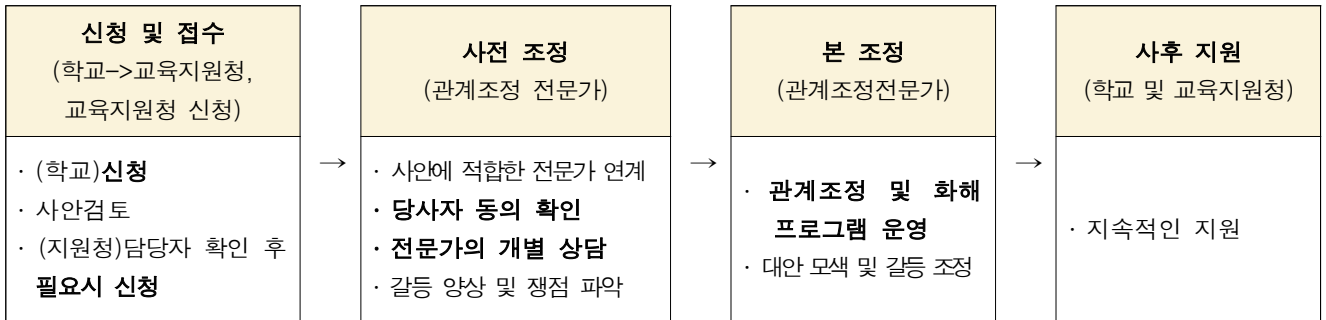 신청 및 접수
(학교->교육지원청,
교육지원청 신청)
· (학교)신청
· 사안검토
· (지원청)담당자 확인 후
필요시 신청
→
사전 조정
(관계조정 전문가)
· 사안에 적합한 전문가 연계
· 당사자 동의 확인
· 전문가의 개별 상담
· 갈등 양상 및 쟁점 파악
→
본 조정
(관계조정전문가)
· 관계조정 및 화해
프로그램 운영
· 대안 모색 및 갈등 조정
→
사후 지원
(학교 및 교육지원청)
· 지속적인 지원